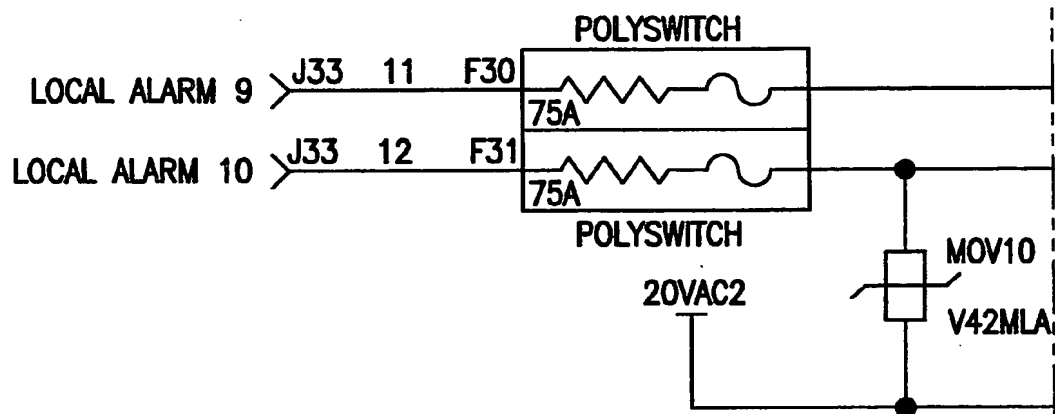 POLYSWITCH
LOCAL ALARM 9 J33 11 F30
75A
LOCAL ALARM 10 J33 12 F31
75A
POLYSWITCH
MOV10
20VAC2
V42MLA